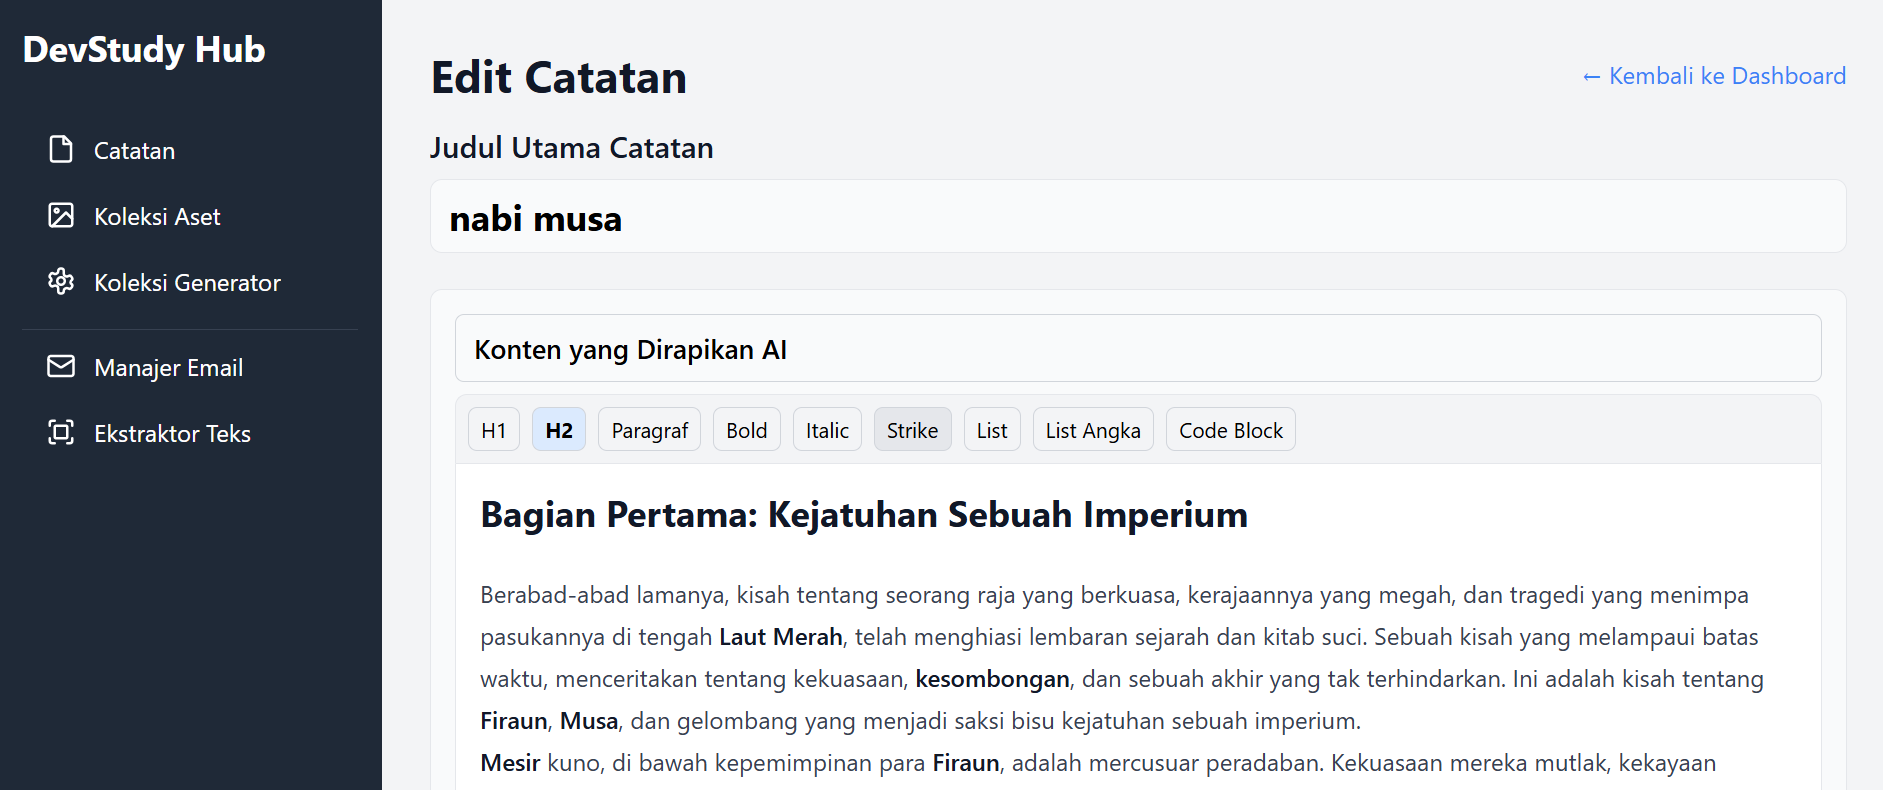 DevStudy Hub
Catatan
Koleksi Aset
Koleksi Generator
Manajer Email
Ekstraktor Teks
Edit Catatan
← Kembali ke Dashboard
Judul Utama Catatan
nabi musa
Konten yang Dirapikan AI
H1 H2 Paragraf Bold Italic Strike List List Angka Code Block
Bagian Pertama: Kejatuhan Sebuah Imperium
Berabad-abad lamanya, kisah tentang seorang raja yang berkuasa, kerajaannya yang megah, dan tragedi yang menimpa
pasukannya di tengah Laut Merah, telah menghiasi lembaran sejarah dan kitab suci. Sebuah kisah yang melampaui batas
waktu, menceritakan tentang kekuasaan, kesombongan, dan sebuah akhir yang tak terhindarkan. Ini adalah kisah tentang
Firaun, Musa, dan gelombang yang menjadi saksi bisu kejatuhan sebuah imperium.
Mesir kuno, di bawah kepemimpinan para Firaun, adalah mercusuar peradaban. Kekuasaan mereka mutlak, kekayaan